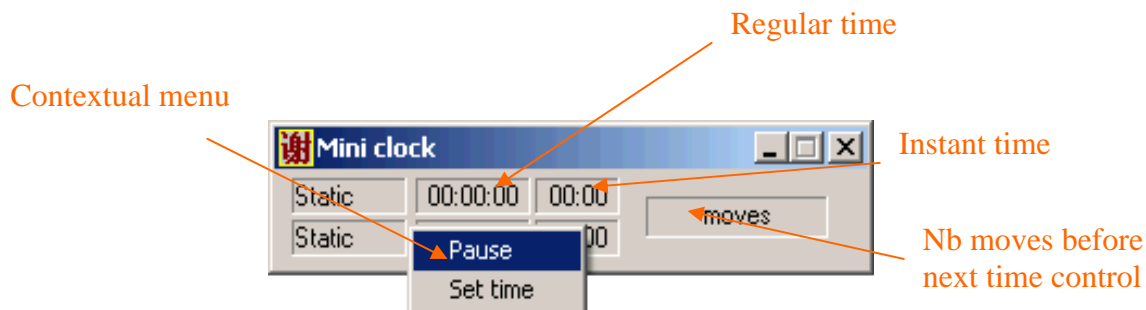 Regular time
Contextual menu
谢 Mini clock
Instant time
Static 00:00:00 00:00
moves
Static 00
Pause
Set time
Nb moves before
next time control